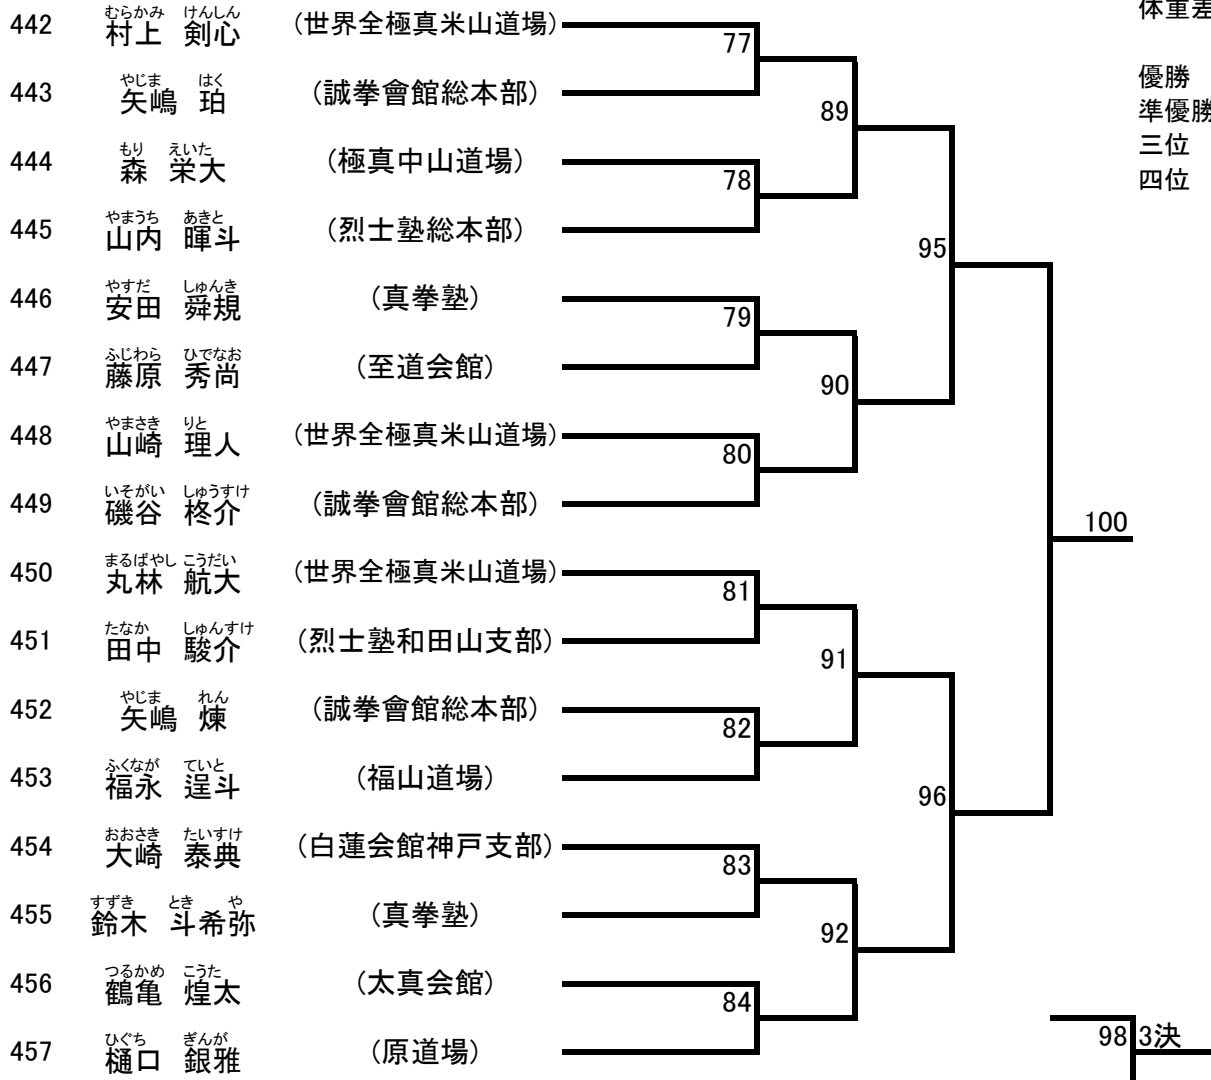 体重差
むらかみ けんしん
442 村上 剣心 (世界全極真米山道場)
77
優勝
やじま はく
443 矢嶋 珀 (誠拳會館総本部)
89
準優勝
もり えいた
444 森 栄大 (極真中山道場)
三位
78
四位
やまうち あきと
445 山内 暉斗 (烈士塾総本部)
95
やすだ しゅんき
446 安田 舜規 (真拳塾)
79
ふじわら ひでなお
447 藤原 秀尚 (至道会館)
90
やまさき りと
448 山崎 理人 (世界全極真米山道場)
80
いそがい しゅうすけ
449 磯谷 柊介 (誠拳會館総本部)
100
まるばやし こうだい
450 丸林 航大 (世界全極真米山道場)
81
たなか しゅんすけ
451 田中 駿介 (烈士塾和田山支部)
91
やじま れん
452 矢嶋 煉 (誠拳會館総本部)
82
ふくなが ていと
453 福永 逞斗 (福山道場)
96
おおさき たいすけ
454 大崎 泰典 (白蓮会館神戸支部)
83
すずき とき や
455 鈴木 斗希弥 (真拳塾)
92
つるかめ こうた
456 鶴亀 煌太 (太真会館)
84
98 3決
ひぐち ぎんが
457 樋口 銀雅 (原道場)